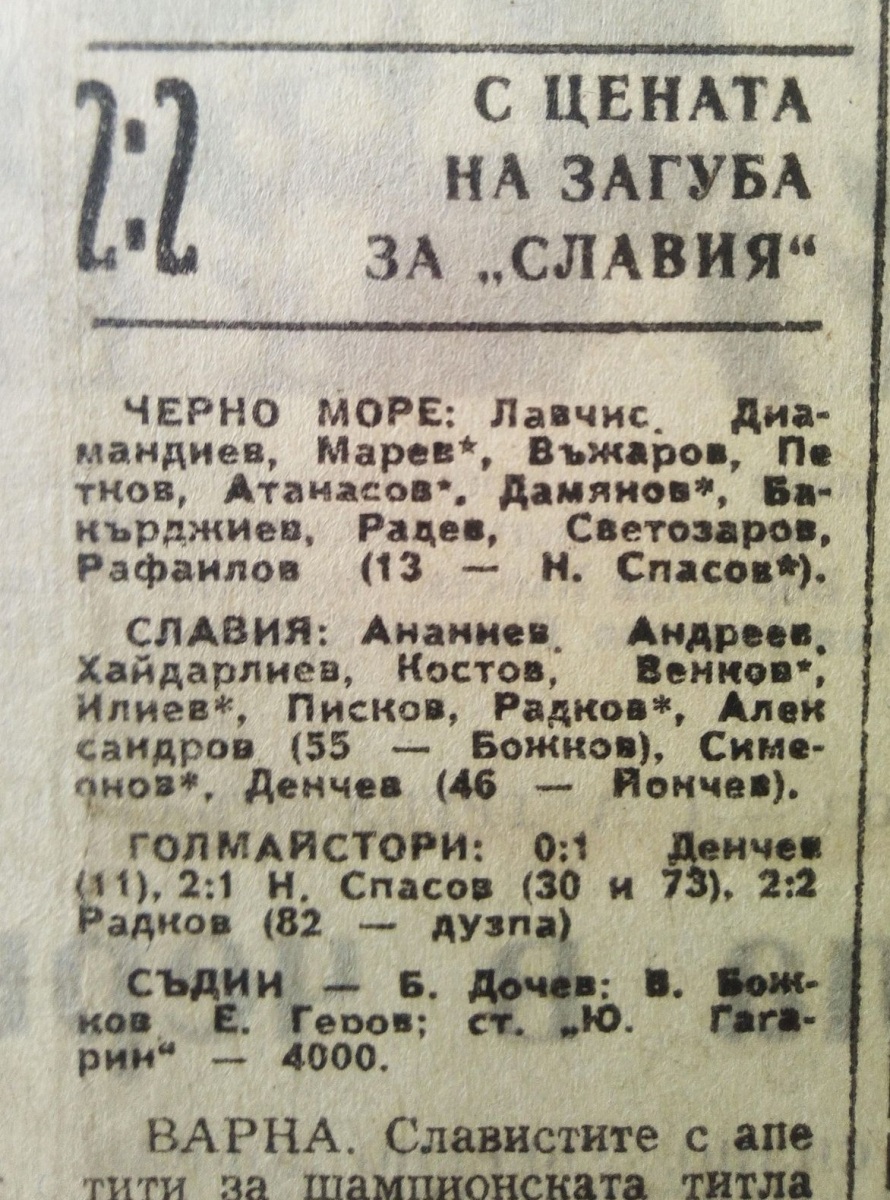 2:2
С ЦЕНАТА
НА ЗАГУБА
ЗА „СЛАВИЯ“
ЧЕРНО МОРЕ: Лавчис, Диа-
мандиев, Марев*, Въжаров, Пе
тков, Атанасов*, Дамянов*, Ба-
кърджиев, Радев, Светозаров,
Рафаилов (13 — Н. Спасов*).
СЛАВИЯ: Ананиев, Андреев,
Хайдарлиев, Костов, Венков*,
Илиев*, Писков, Радков*, Алек
сандров (55 — Божков), Симе-
онов*, Денчев (46 — Йончев).
ГОЛМАЙСТОРИ: 0:1 Денчев
(11), 2:1 Н. Спасов (30 и 73), 2:2
Радков (82 — дузпа)
СЪДИИ — Б. Дочев; В. Бож-
ков Е. Геров; ст. „Ю. Гага-
рин“ — 4000.
ВАРНА. Славистите с апе
тити за шампионската титла